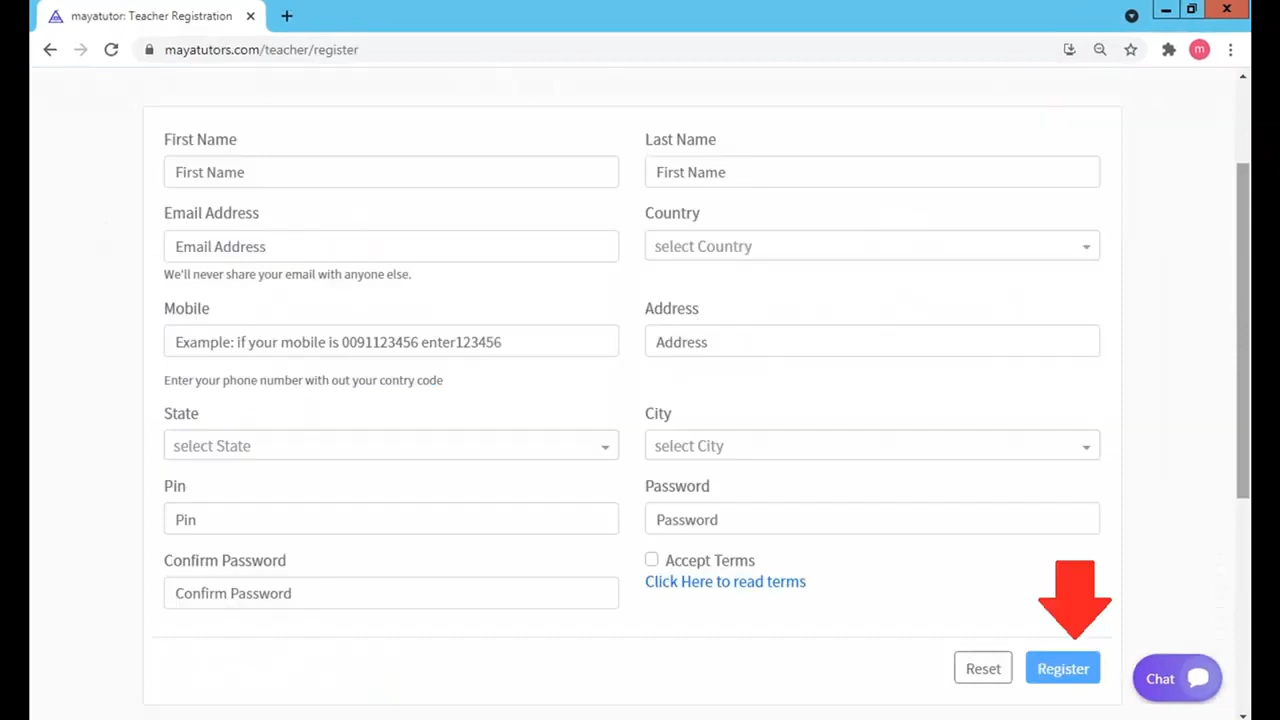 mayatutor: Teacher Registration
mayatutors.com/teacher/register
m
First Name
Last Name
First Name
First Name
Email Address
Country
Email Address
select Country
We'll never share your email with anyone else.
Mobile
Address
Example: if your mobile is 0091123456 enter123456
Address
Enter your phone number with out your contry code
State
City
select State
select City
Pin
Password
Pin
Password
Confirm Password
Accept Terms
Click Here to read terms
Confirm Password
Reset
Register
Chat